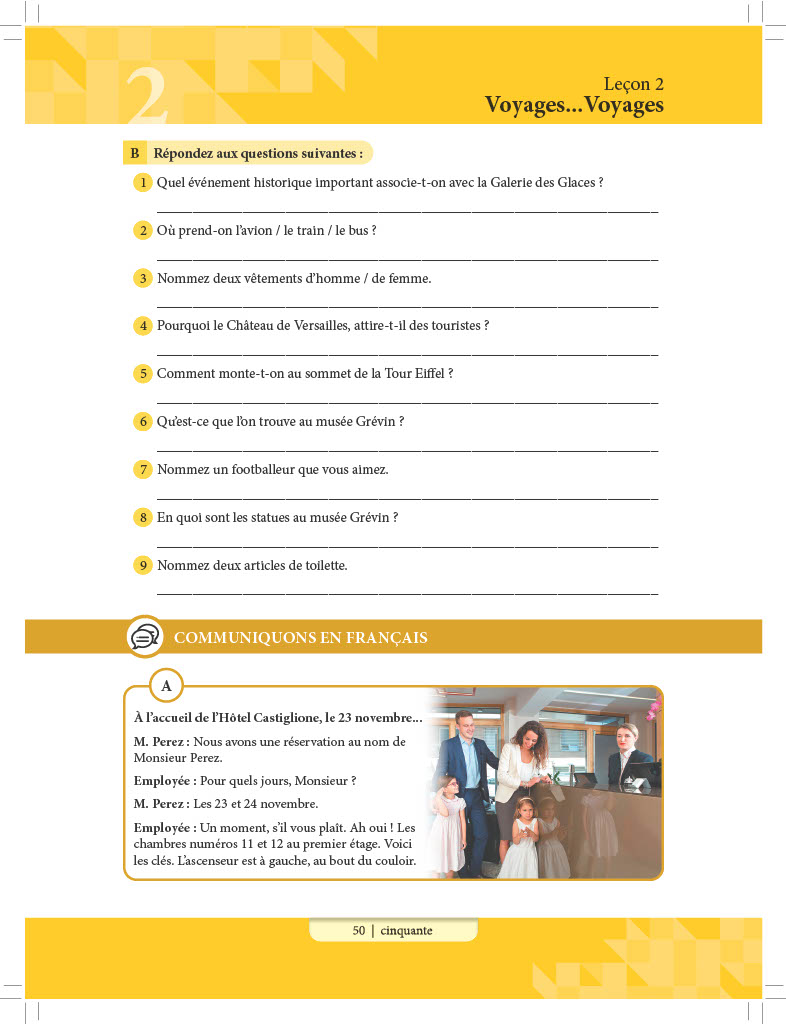 2
Leçon 2
Voyages...Voyages
B Répondez aux questions suivantes :
1 Quel événement historique important associe-t-on avec la Galerie des Glaces ?
2 Où prend-on l’avion / le train / le bus ?
3 Nommez deux vêtements d’homme / de femme.
4 Pourquoi le Château de Versailles, attire-t-il des touristes ?
5 Comment monte-t-on au sommet de la Tour Eiffel ?
6 Qu’est-ce que l’on trouve au musée Grévin ?
7 Nommez un footballeur que vous aimez.
8 En quoi sont les statues au musée Grévin ?
9 Nommez deux articles de toilette.
COMMUNIQUONS EN FRANÇAIS
A
À l’accueil de l’Hôtel Castiglione, le 23 novembre...
M. Perez : Nous avons une réservation au nom de
Monsieur Perez.
Employée : Pour quels jours, Monsieur ?
M. Perez : Les 23 et 24 novembre.
Employée : Un moment, s’il vous plaît. Ah oui ! Les
chambres numéros 11 et 12 au premier étage. Voici
les clés. L’ascenseur est à gauche, au bout du couloir.
50 | cinquante